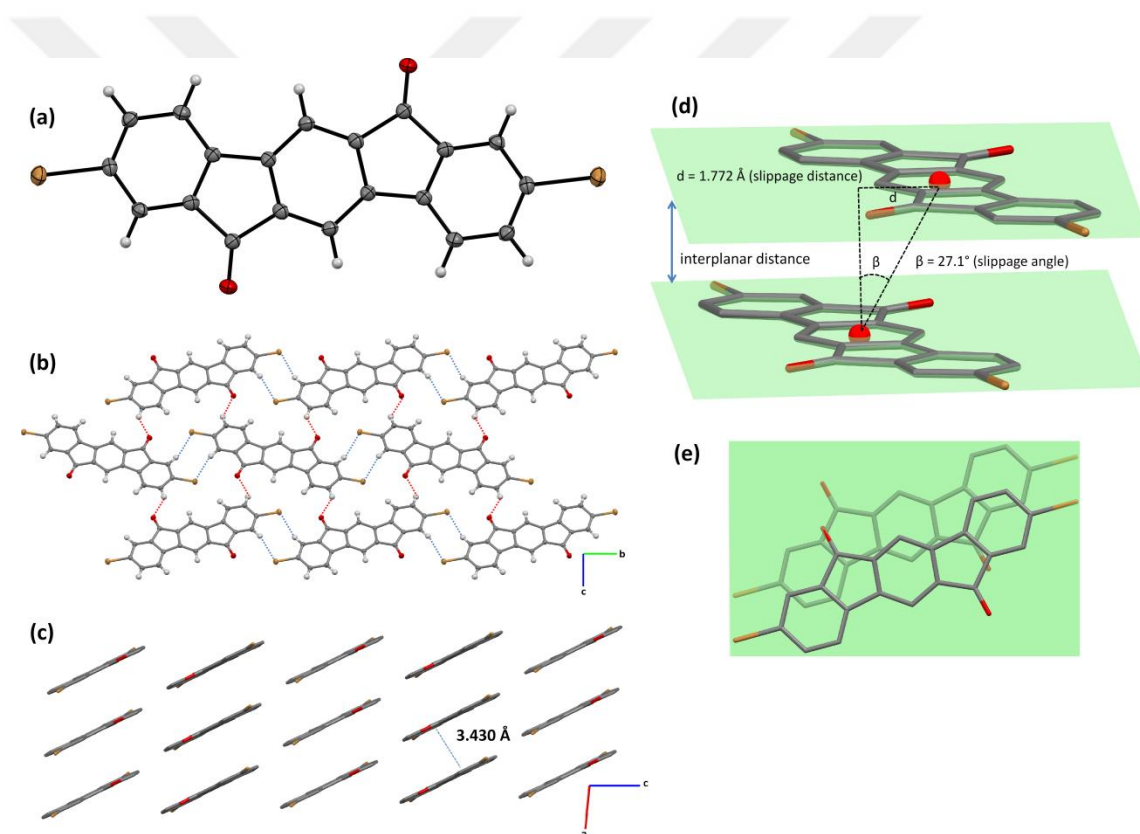 (a)
(d)
d = 1.772 Å (slippage distance)
d
interplanar distance
β
β = 27.1° (slippage angle)
(b)
b
c
(e)
(c)
3.430 Å
c
a